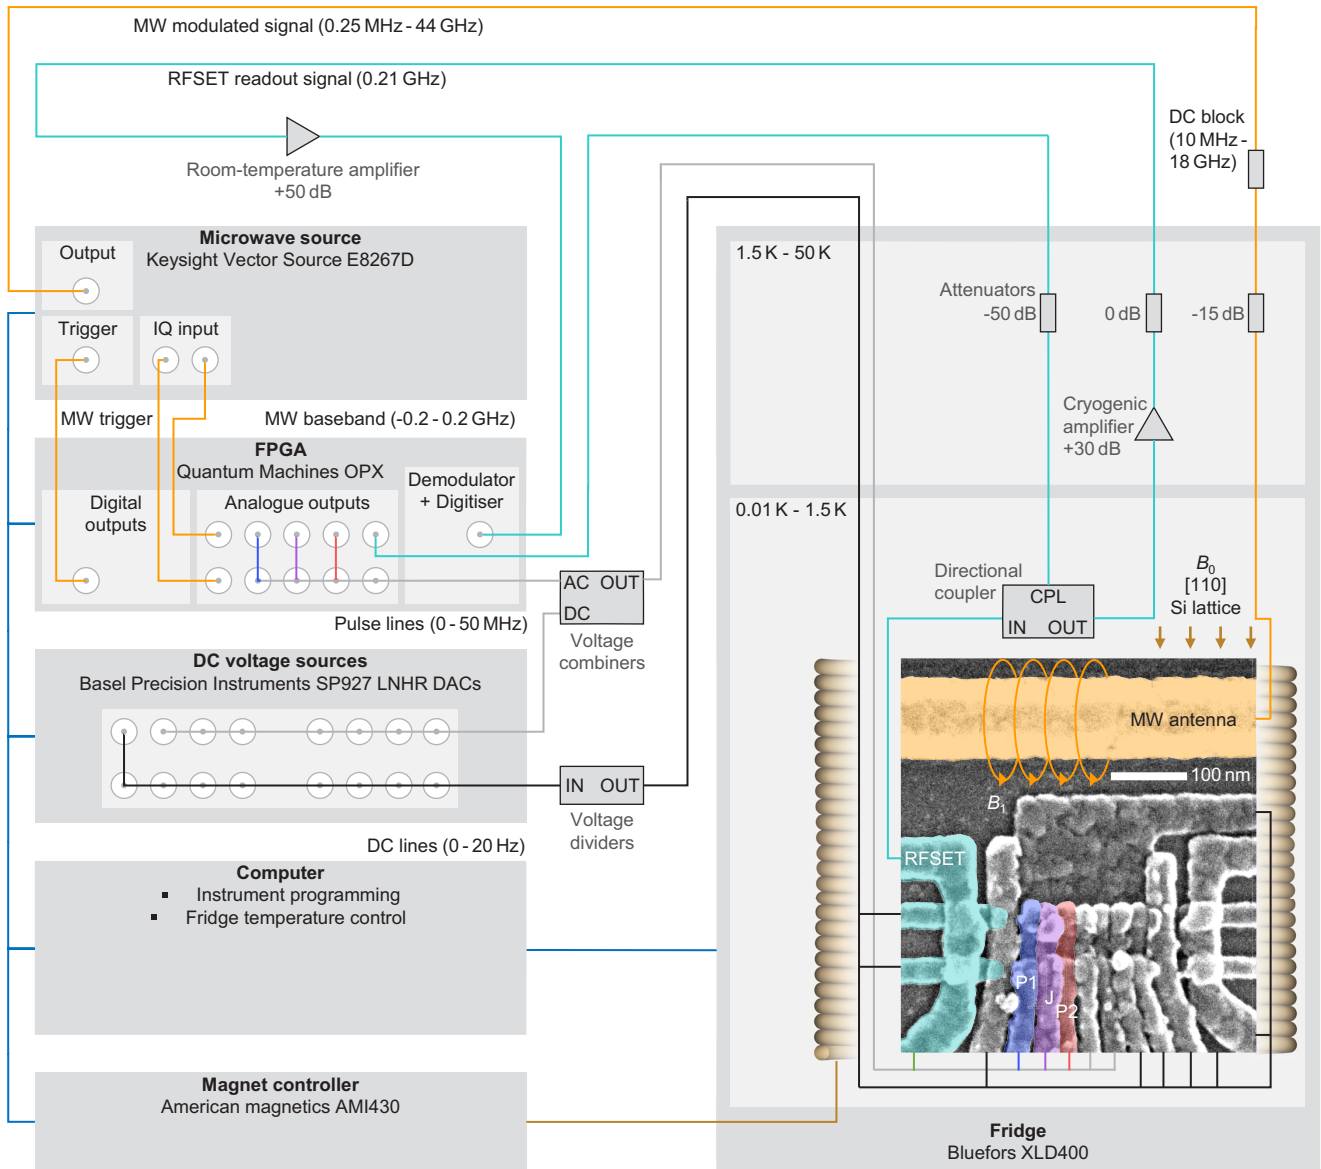 MW modulated signal (0.25 MHz - 44 GHz)
RFSET readout signal (0.21 GHz)
Room-temperature amplifier
+50 dB
DC block
(10 MHz -
18 GHz)
Microwave source
Keysight Vector Source E8267D
Output
Trigger
IQ input
MW trigger
MW baseband (-0.2 - 0.2 GHz)
FPGA
Quantum Machines OPX
Digital
outputs
Analogue outputs
Demodulator
+ Digitiser
Pulse lines (0 - 50 MHz)
AC OUT
DC
Voltage
combiners
DC voltage sources
Basel Precision Instruments SP927 LNHR DACs
IN OUT
Voltage
dividers
DC lines (0 - 20 Hz)
Computer
▪ Instrument programming
▪ Fridge temperature control
Magnet controller
American magnetics AMI430
1.5 K - 50 K
Attenuators
-50 dB
0 dB
-15 dB
Cryogenic
amplifier
+30 dB
0.01 K - 1.5 K
Directional
coupler
CPL
IN OUT
B0
[110]
Si lattice
MW antenna
100 nm
B1
RFSET
P1
J
P2
Fridge
Bluefors XLD400